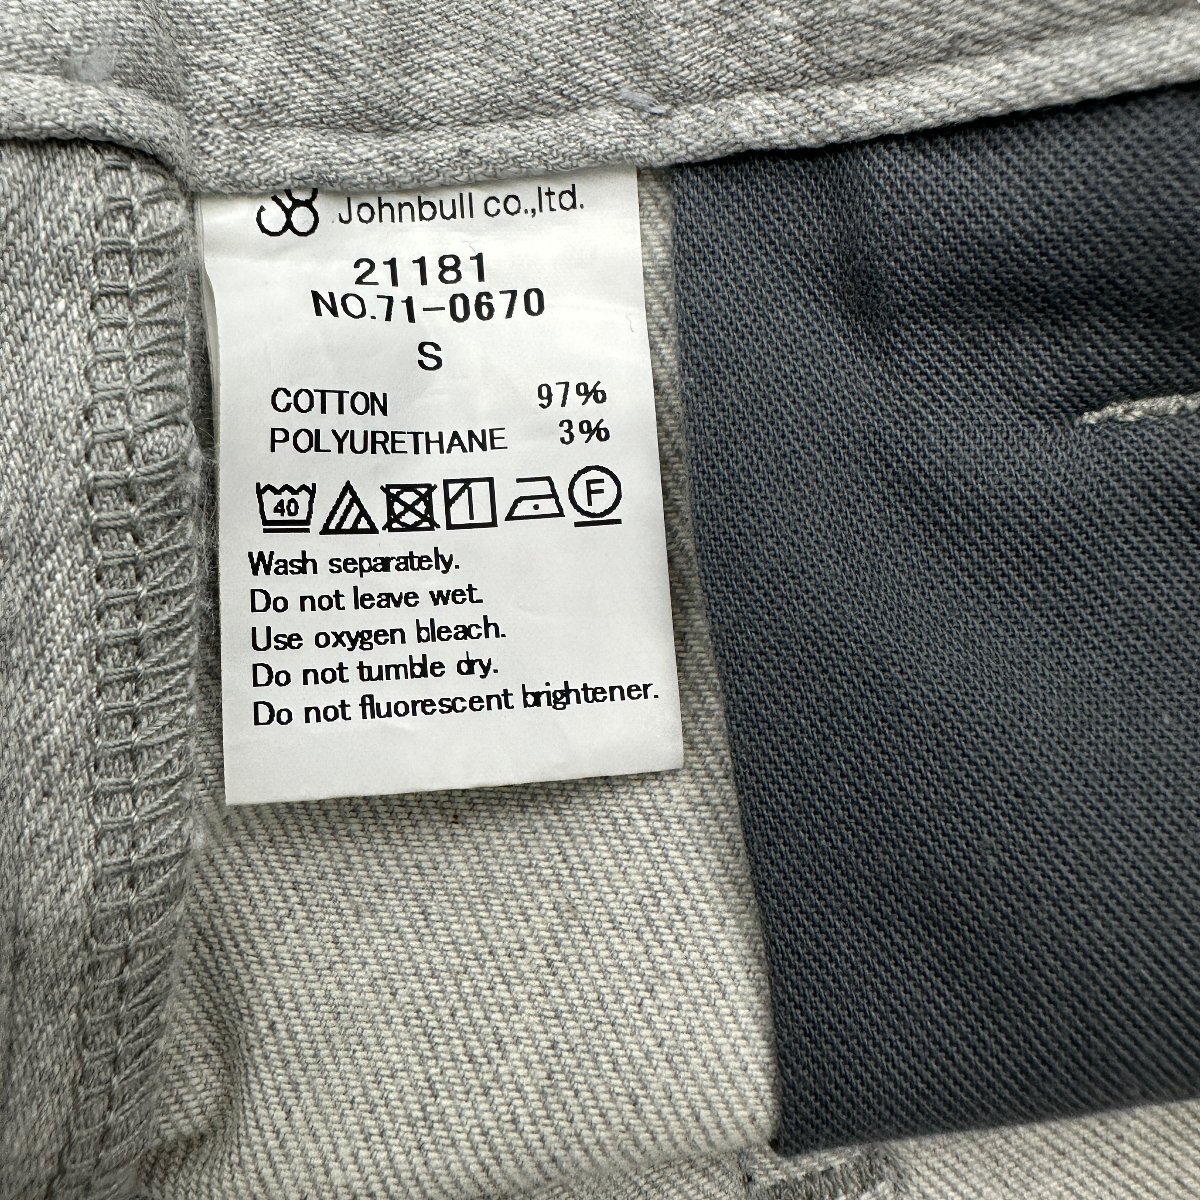 Johnbull co.,ltd.
21181
NO.71-0670
S
COTTON 97%
POLYURETHANE 3%
40 F
Wash separately.
Do not leave wet.
Use oxygen bleach.
Do not tumble dry.
Do not fluorescent brightener.